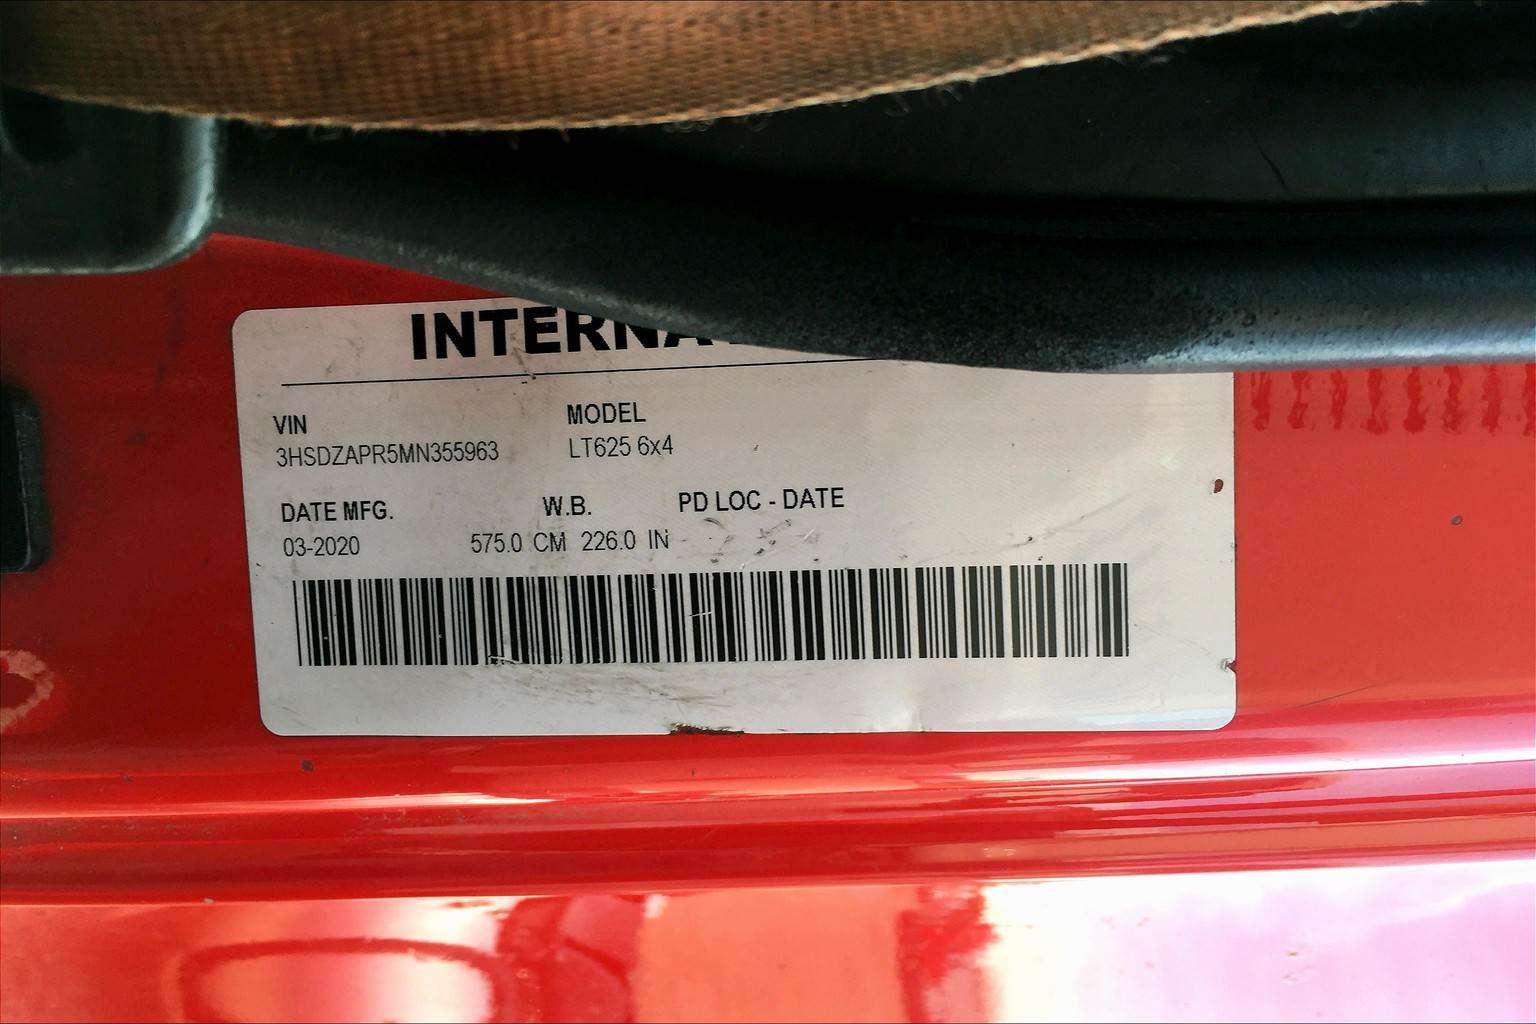 INTERNA
VIN MODEL
3HSDZAPR5MN355963 LT625 6x4
DATE MFG. W.B. PD LOC - DATE
03-2020 575.0 CM 226.0 IN